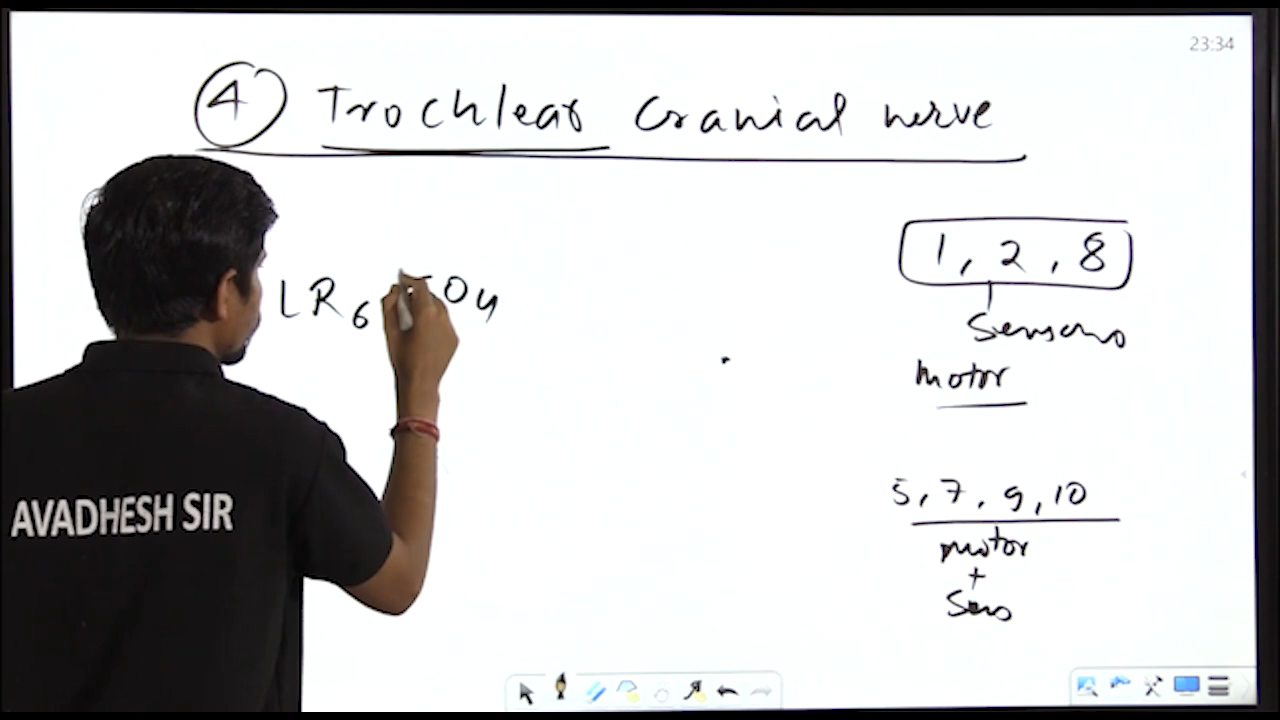 23:34
4 Trochlear Cranial nerve
LR6 SO4
1, 2, 8
Sensory
motor
5, 7, 9, 10
motor
+
Sens
AVADHESH SIR